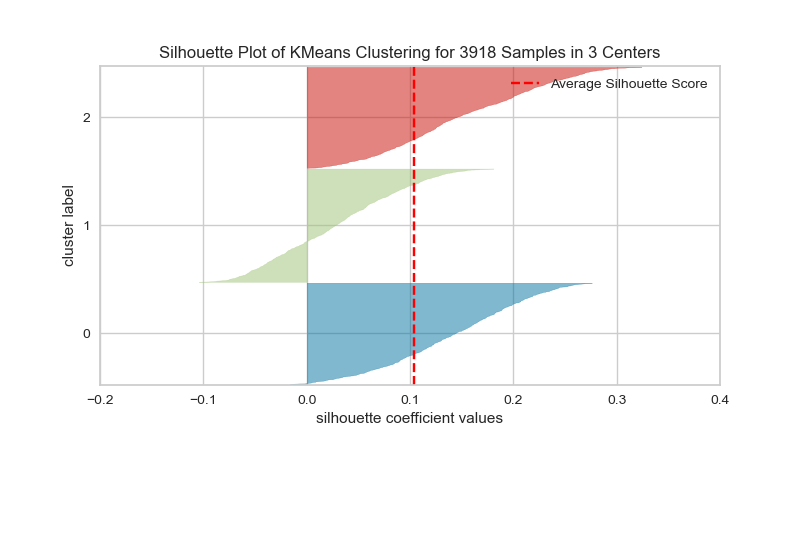 Silhouette Plot of KMeans Clustering for 3918 Samples in 3 Centers
Average Silhouette Score
2
1
0
cluster label
−0.2 −0.1 0.0 0.1 0.2 0.3 0.4
silhouette coefficient values